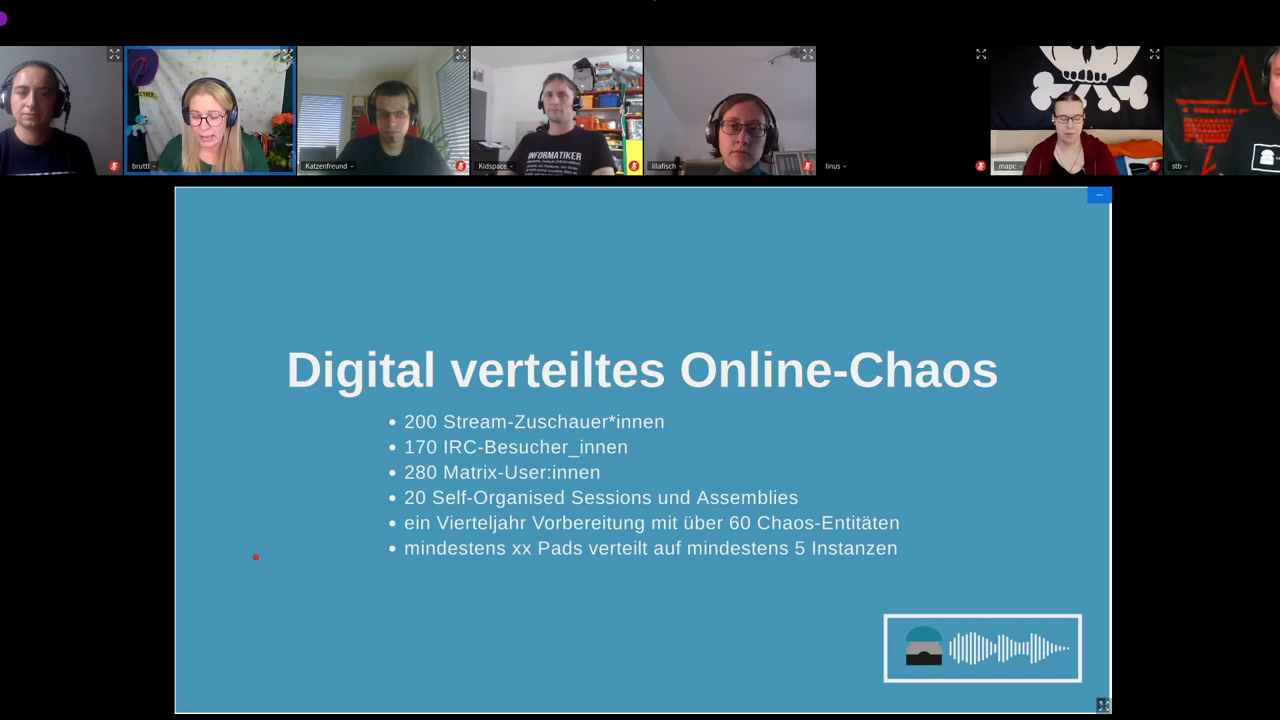 CYBER
INFORMATIKER
bruttl
Katzenfreund
Kidspace
lilafisch
linus
mapc
stb
Digital verteiltes Online-Chaos
• 200 Stream-Zuschauer*innen
• 170 IRC-Besucher_innen
• 280 Matrix-User:innen
• 20 Self-Organised Sessions und Assemblies
• ein Vierteljahr Vorbereitung mit über 60 Chaos-Entitäten
• mindestens xx Pads verteilt auf mindestens 5 Instanzen